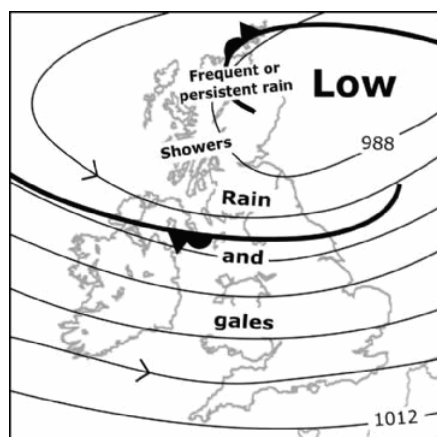 Frequent or
persistent rain
Low
988
Showers
Rain
and
gales
1012